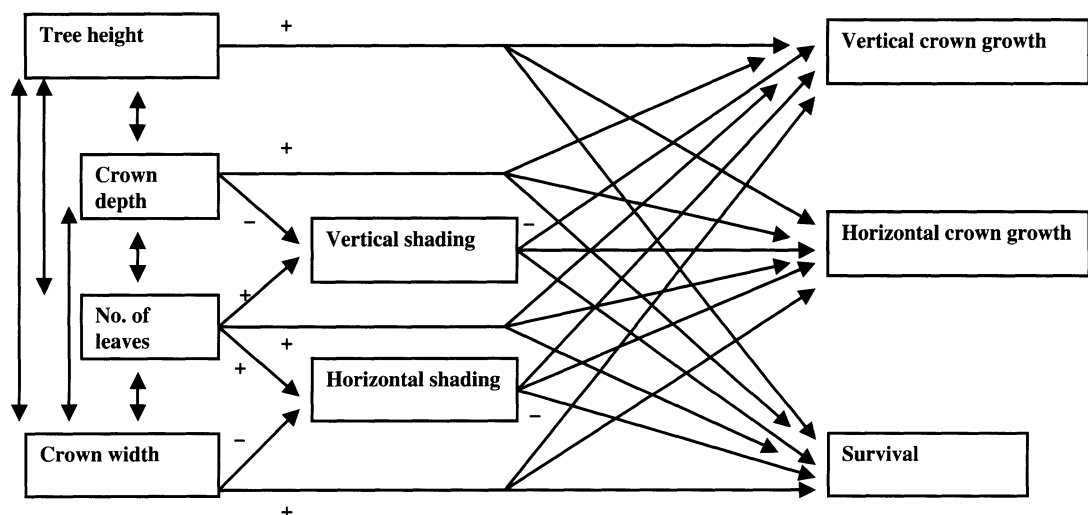 +
Tree height
Vertical crown growth
+
Crown
depth
−
Vertical shading
−
Horizontal crown growth
+
No. of
leaves
+
+
Horizontal shading
−
−
Crown width
Survival
+